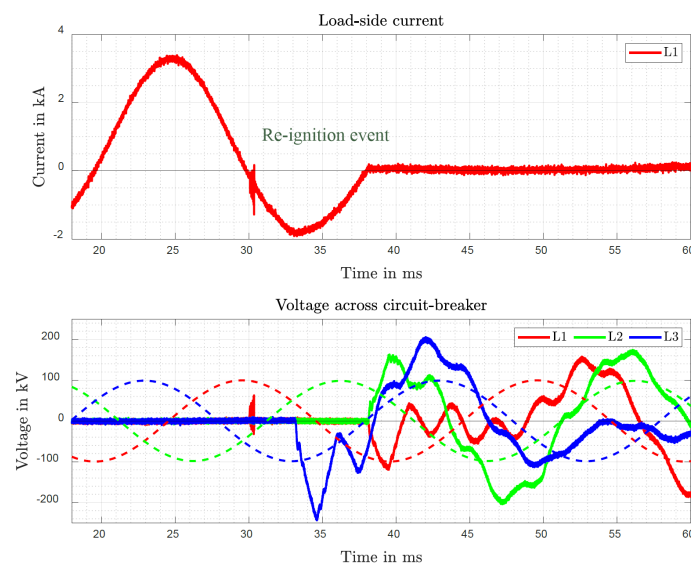 Load-side current
L1
Re-ignition event
Current in kA
4
2
0
-2
20 25 30 35 40 45 50 55 60
Time in ms
Voltage across circuit-breaker
L1 L2 L3
Voltage in kV
200
100
0
-100
-200
20 25 30 35 40 45 50 55 60
Time in ms